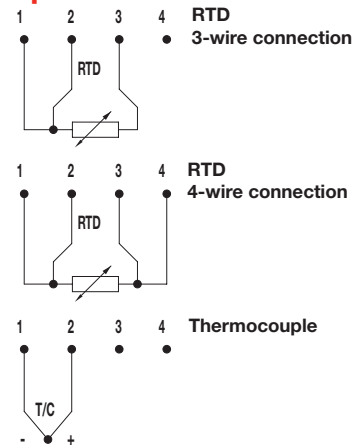 1 2 3 4 RTD
3-wire connection
RTD
1 2 3 4 RTD
4-wire connection
RTD
1 2 3 4 Thermocouple
T/C
- +